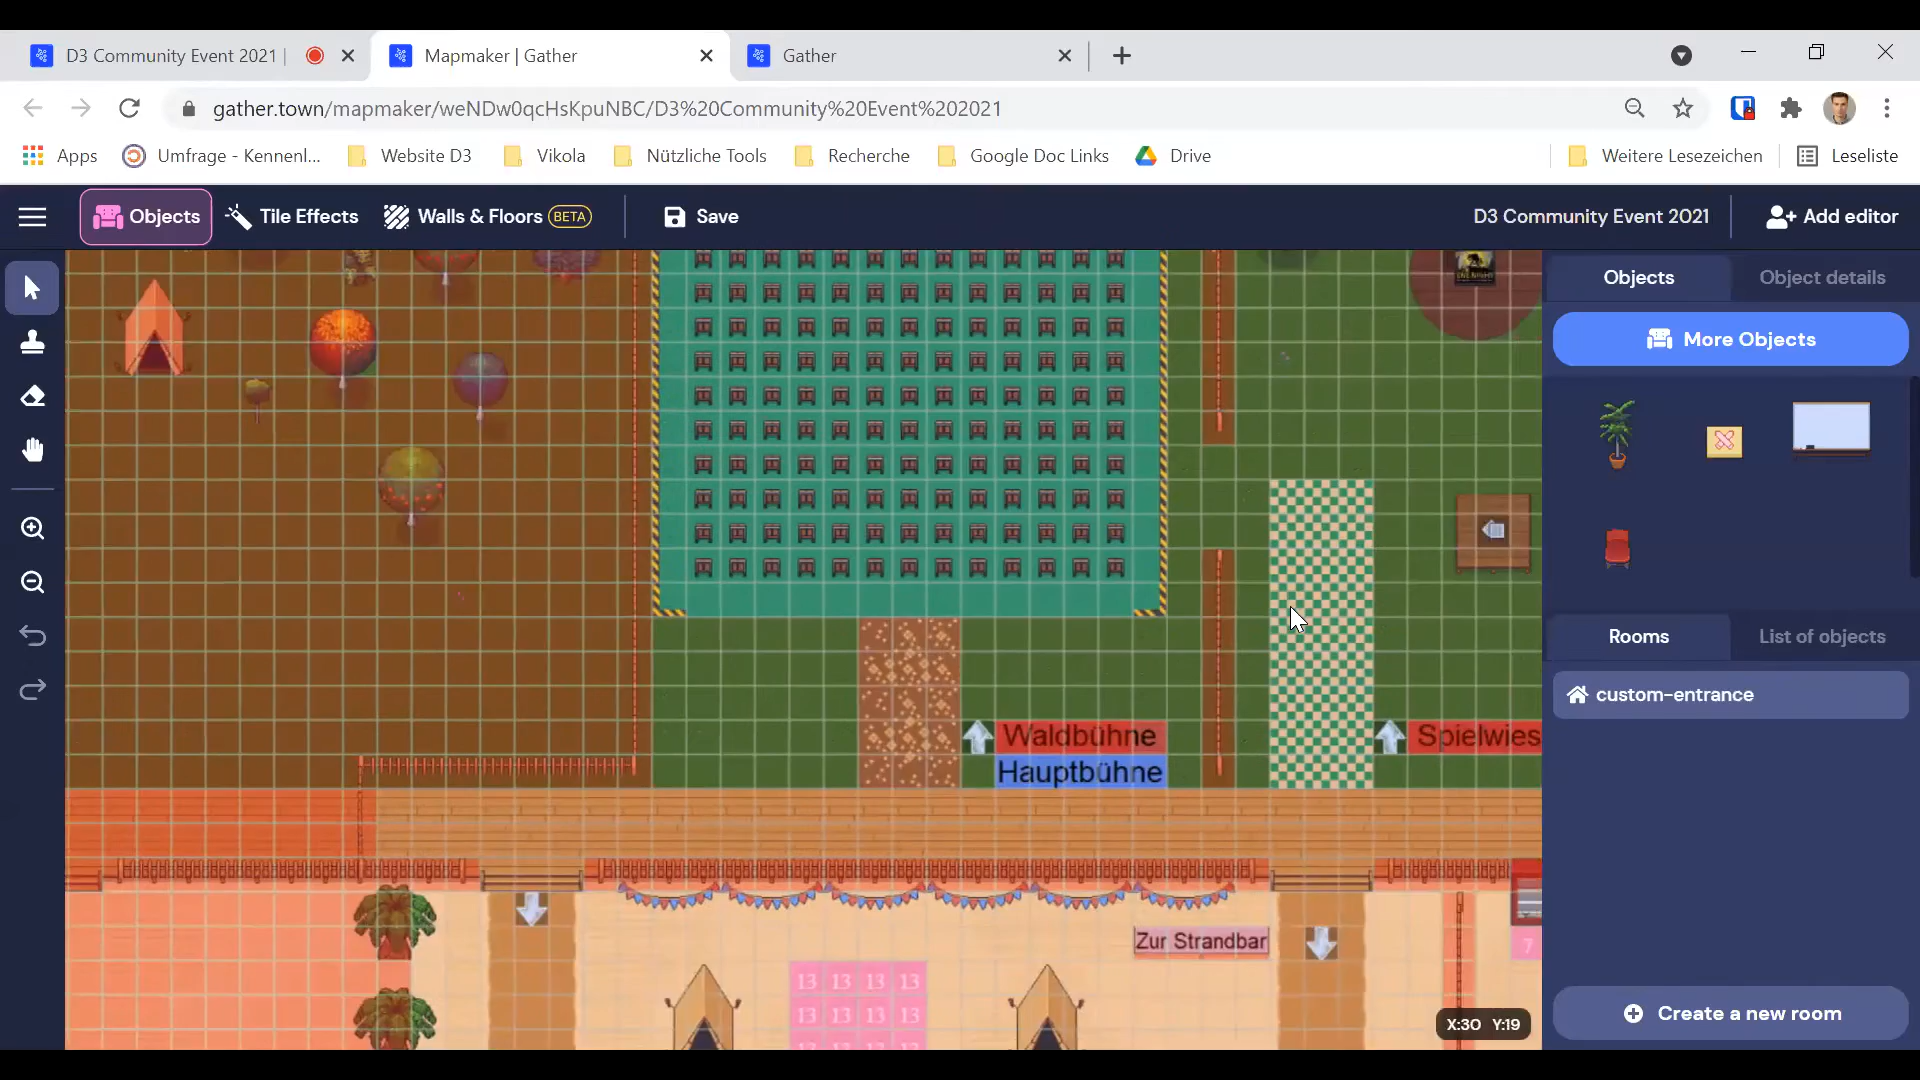 D3 Community Event 2021 |
Mapmaker | Gather
Gather
gather.town/mapmaker/weNDw0qcHsKpuNBC/D3%20Community%20Event%202021
Apps
Umfrage - Kennenl...
Website D3
Vikola
Nützliche Tools
Recherche
Google Doc Links
Drive
Weitere Lesezeichen
Leseliste
Objects
Tile Effects
Walls & Floors BETA
Save
D3 Community Event 2021
Add editor
Objects
Object details
More Objects
Waldbühne
Hauptbühne
Spielwies
Rooms
List of objects
custom-entrance
Zur Strandbar
7
13 13 13 13
13 13 13 13
X:30 Y:19
Create a new room